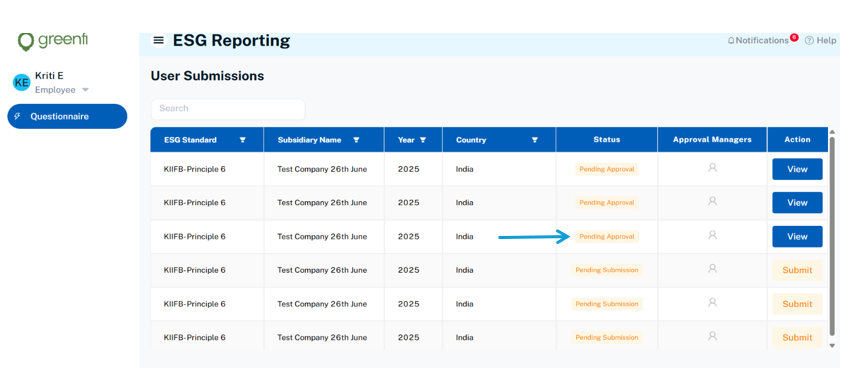 greenfi
ESG Reporting
Notifications 6 Help
Kriti E
KE
Employee
Questionnaire
User Submissions
Search
ESG Standard Subsidiary Name Year Country Status Approval Managers Action
KIIFB-Principle 6 Test Company 26th June 2025 India Pending Approval View
KIIFB-Principle 6 Test Company 26th June 2025 India Pending Approval View
KIIFB-Principle 6 Test Company 26th June 2025 India Pending Approval View
KIIFB-Principle 6 Test Company 26th June 2025 India Pending Submission Submit
KIIFB-Principle 6 Test Company 26th June 2025 India Pending Submission Submit
KIIFB-Principle 6 Test Company 26th June 2025 India Pending Submission Submit